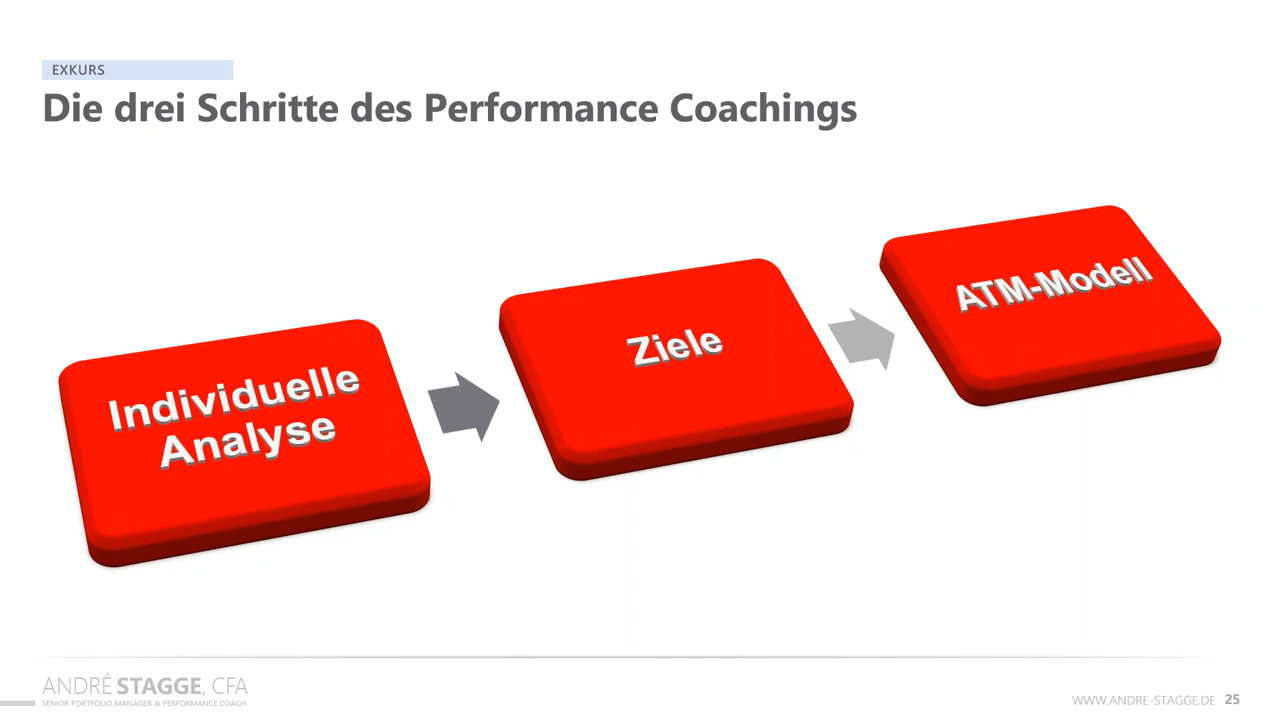 EXKURS
Die drei Schritte des Performance Coachings
Individuelle
Analyse
Ziele
ATM-Modell
ANDRÉ STAGGE, CFA
SENIOR PORTFOLIO MANAGER & PERFORMANCE COACH
WWW.ANDRE-STAGGE.DE 25